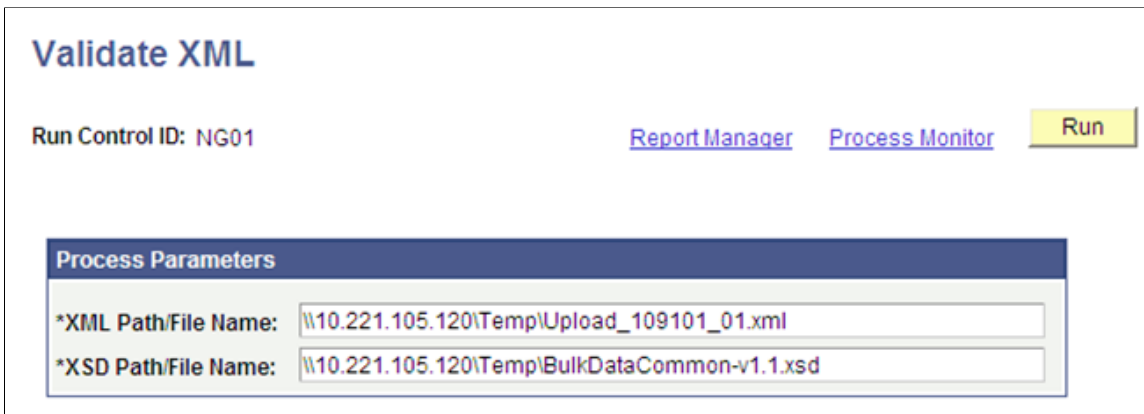 Validate XML
Run Control ID: NG01 Report Manager Process Monitor Run
Process Parameters
*XML Path/File Name: \\10.221.105.120\Temp\Upload_109101_01.xml
*XSD Path/File Name: \\10.221.105.120\Temp\BulkDataCommon-v1.1.xsd